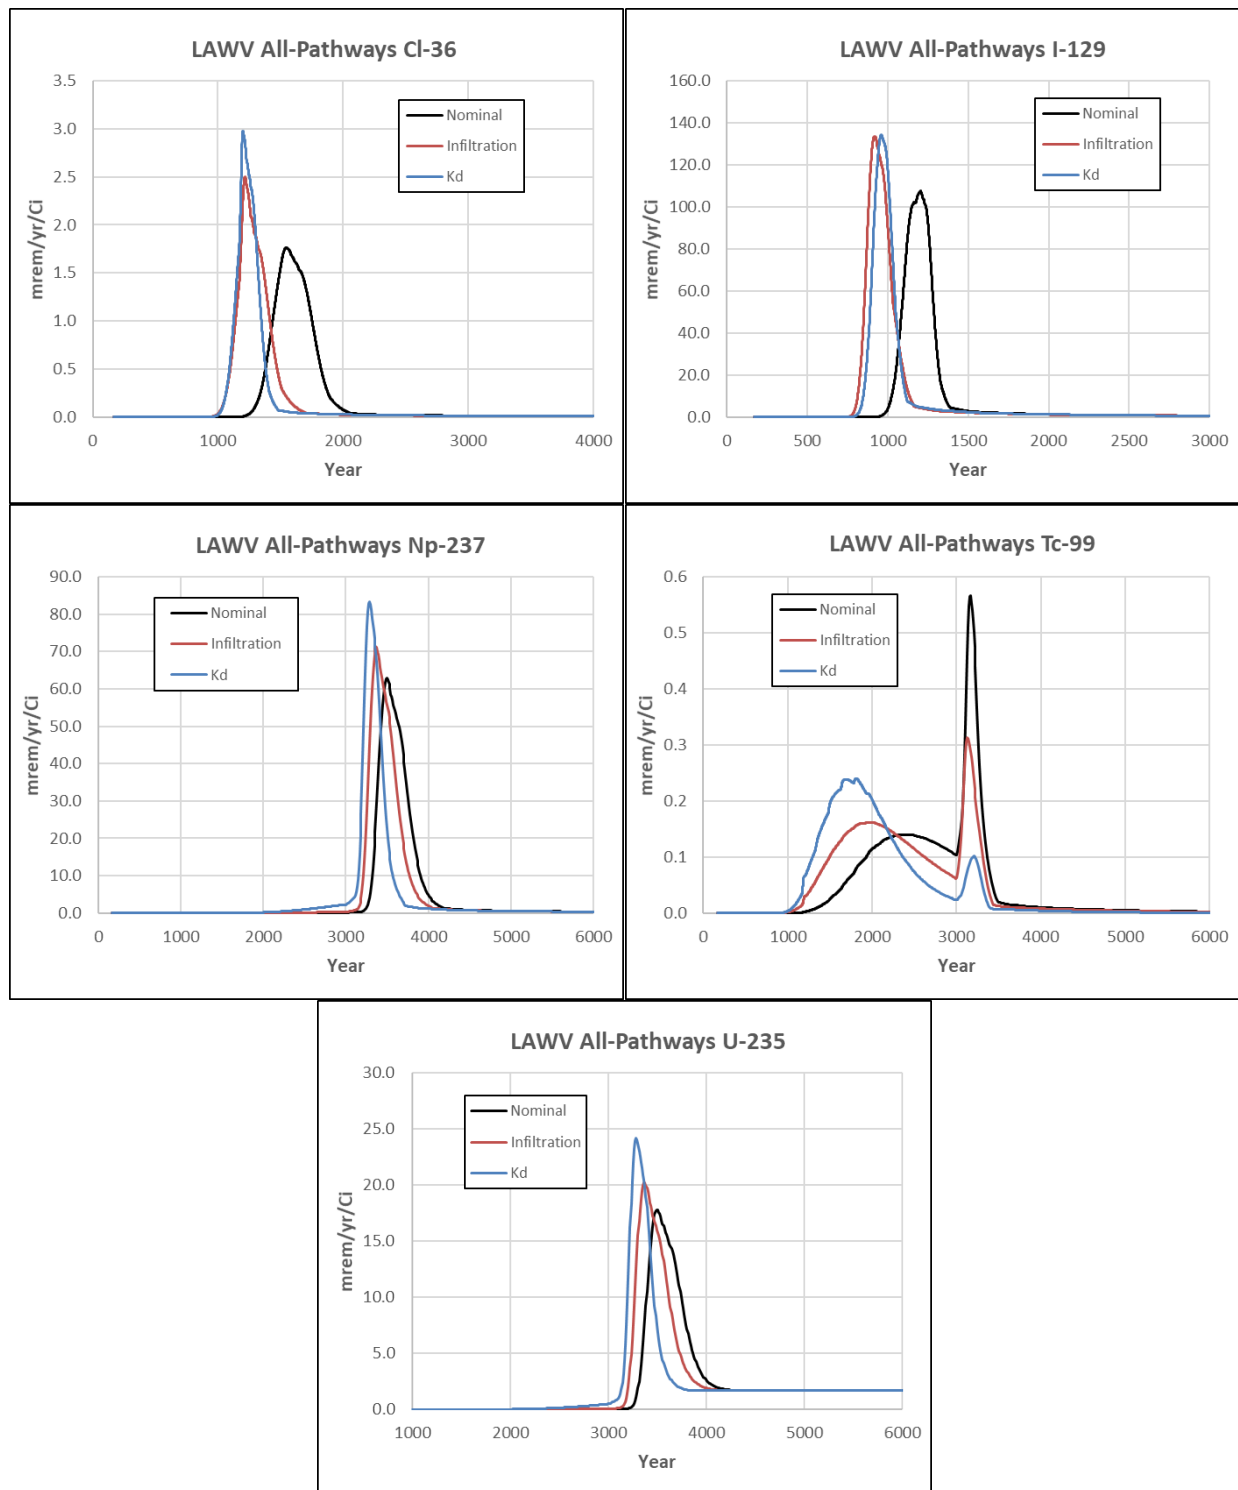 LAWV All-Pathways Cl-36
3.5
3.0
2.5
2.0
1.5
1.0
0.5
0.0
mrem/yr/Ci
Nominal
Infiltration
Kd
0 1000 2000 3000 4000
Year
LAWV All-Pathways I-129
160.0
140.0
120.0
100.0
80.0
60.0
40.0
20.0
0.0
mrem/yr/Ci
Nominal
Infiltration
Kd
0 500 1000 1500 2000 2500 3000
Year
LAWV All-Pathways Np-237
90.0
80.0
70.0
60.0
50.0
40.0
30.0
20.0
10.0
0.0
mrem/yr/Ci
Nominal
Infiltration
Kd
0 1000 2000 3000 4000 5000 6000
Year
LAWV All-Pathways Tc-99
0.6
0.5
0.4
0.3
0.2
0.1
0.0
mrem/yr/Ci
Nominal
Infiltration
Kd
0 1000 2000 3000 4000 5000 6000
Year
LAWV All-Pathways U-235
30.0
25.0
20.0
15.0
10.0
5.0
0.0
mrem/yr/Ci
Nominal
Infiltration
Kd
1000 2000 3000 4000 5000 6000
Year